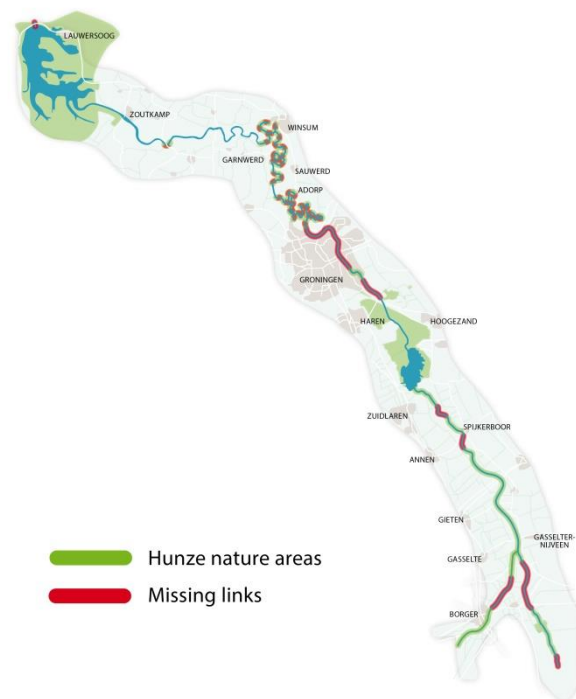 LAUWERSOOG
ZOUTKAMP
WINSUM
GARNWERD
SAUWERD
ADORP
GRONINGEN
HAREN
HOOGEZAND
ZUIDLAREN
SPIJKERBOOR
ANNEN
GIETEN
GASSELTER-
NIJVEEN
GASSELTE
BORGER
Hunze nature areas
Missing links